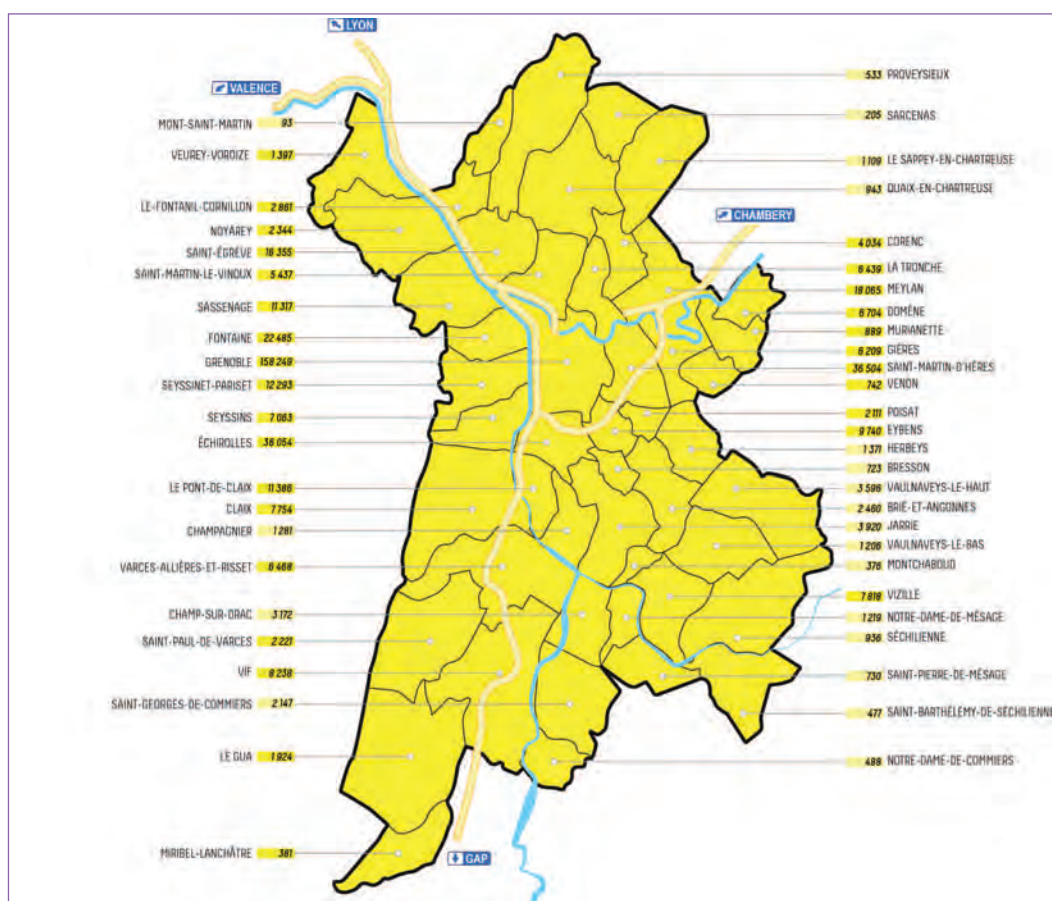 LYON
VALENCE
MONT-SAINT-MARTIN 93
VEUREY-VOROIZE 1 397
LE-FONTANIL-CORNILLON 2 861
NOYAREY 2 344
SAINT-ÉGRÈVE 16 355
SAINT-MARTIN-LE-VINOUX 5 437
SASSENAGE 11 317
FONTAINE 22 485
GRENOBLE 158 249
SEYSSINET-PARISET 12 293
SEYSSINS 7 063
ÉCHIROLLES 36 054
LE PONT-DE-CLAIX 11 386
CLAIX 7 754
CHAMPAGNIER 1 281
VARCES-ALLIÈRES-ET-RISSET 6 468
CHAMP-SUR-DRAC 3 172
SAINT-PAUL-DE-VARCES 2 221
VIF 8 238
SAINT-GEORGES-DE-COMMIERS 2 147
LE GUA 1 924
MIRIBEL-LANCHÂTRE 381
GAP
533 PROVEYSIEUX
205 SARCENAS
1 109 LE SAPPEY-EN-CHARTREUSE
943 QUAIX-EN-CHARTREUSE
CHAMBERY
4 034 CORENC
6 439 LA TRONCHE
18 065 MEYLAN
6 704 DOMÈNE
889 MURIANETTE
6 209 GIÈRES
36 504 SAINT-MARTIN-D'HÈRES
742 VENON
2 111 POISAT
9 740 EYBENS
1 371 HERBEYS
723 BRESSON
3 596 VAULNAVEYS-LE-HAUT
2 460 BRIÉ-ET-ANGONNES
3 920 JARRIE
1 206 VAULNAVEYS-LE-BAS
376 MONTCHABOUD
7 818 VIZILLE
1 219 NOTRE-DAME-DE-MÉSAGE
936 SÉCHILIENNE
730 SAINT-PIERRE-DE-MÉSAGE
477 SAINT-BARTHÉLÉMY-DE-SÉCHILIENNE
488 NOTRE-DAME-DE-COMMIERS